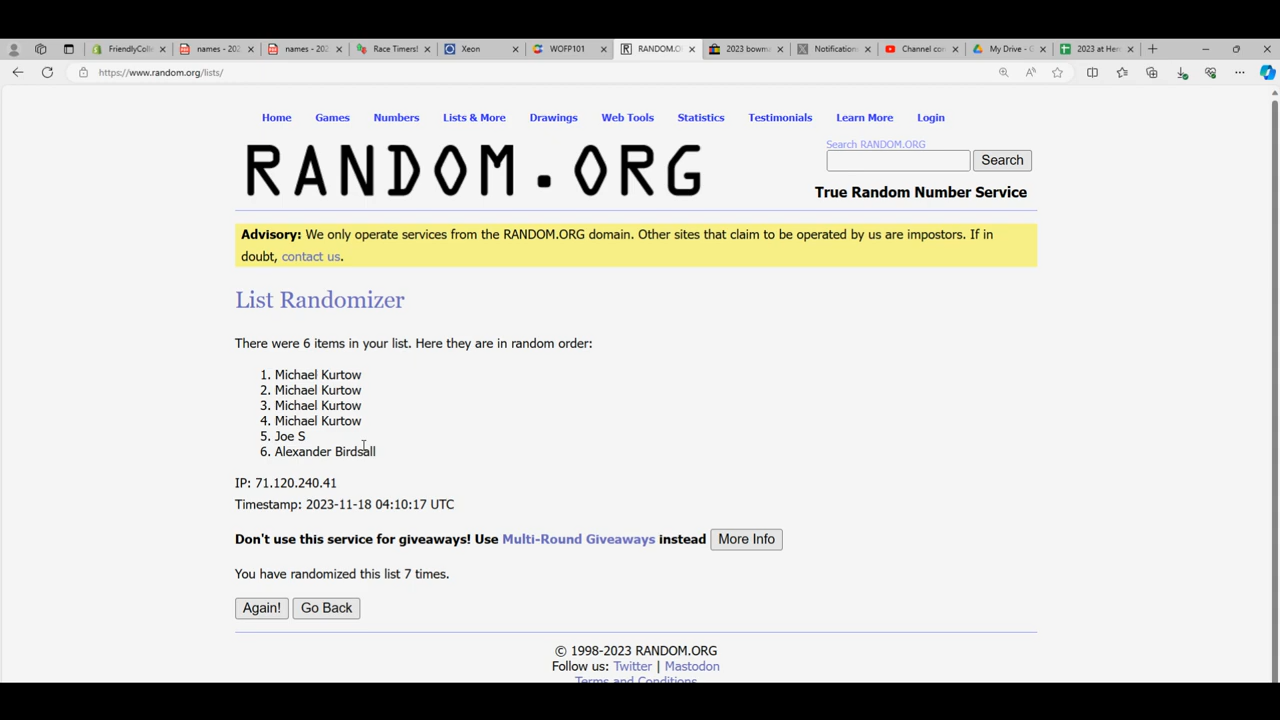 FriendlyColle
names - 202
names - 202
Race Timers!
Xeon
WOFP101
RANDOM.O
2023 bowma
Notification
Channel con
My Drive - G
2023 at Her
https://www.random.org/lists/
Home Games Numbers Lists & More Drawings Web Tools Statistics Testimonials Learn More Login
RANDOM.ORG
Search RANDOM.ORG
Search
True Random Number Service
Advisory: We only operate services from the RANDOM.ORG domain. Other sites that claim to be operated by us are impostors. If in
doubt, contact us.
List Randomizer
There were 6 items in your list. Here they are in random order:
1. Michael Kurtow
2. Michael Kurtow
3. Michael Kurtow
4. Michael Kurtow
5. Joe S
6. Alexander Birdsall
IP: 71.120.240.41
Timestamp: 2023-11-18 04:10:17 UTC
Don't use this service for giveaways! Use Multi-Round Giveaways instead More Info
You have randomized this list 7 times.
Again! Go Back
© 1998-2023 RANDOM.ORG
Follow us: Twitter | Mastodon
Terms and Conditions